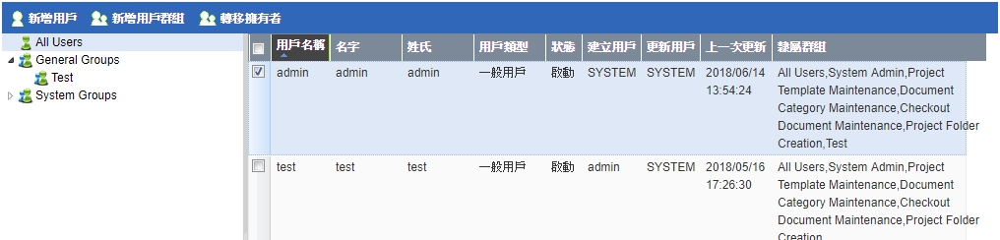 新增用戶 新增用戶群組 轉移擁有者
All Users
General Groups
Test
System Groups
用戶名稱 名字 姓氏 用戶類型 狀態 建立用戶 更新用戶 上一次更新 隸屬群組
admin admin admin 一般用戶 啟動 SYSTEM SYSTEM 2018/06/14 All Users,System Admin,Project
13:54:24 Template Maintenance,Document
Category Maintenance,Checkout
Document Maintenance,Project Folder
Creation,Test
test test test 一般用戶 啟動 admin SYSTEM 2018/05/16 All Users,System Admin,Project
17:26:30 Template Maintenance,Document
Category Maintenance,Checkout
Document Maintenance,Project Folder
Creation